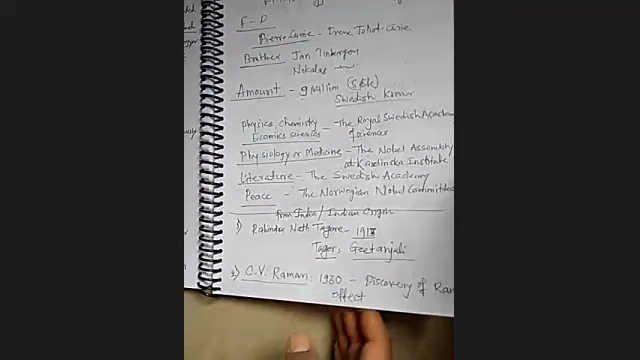 F - D
Pierre Curie - Irene Joliot-Curie
Brother Jan Tinbergen
Nikolas
Amount - 9 Million (SEK)
Swedish Kronor
Physics, Chemistry
Economics sciences - The Royal Swedish Academy
of sciences
Physiology or Medicine - The Nobel Assembly
at Karolinska Institute
Literature - The Swedish Academy
Peace - The Norwegian Nobel Committee
from India / Indian Origin
1) Rabindra Nath Tagore - 1913
Tagore, Geetanjali
2) C.V. Raman : 1930 - Discovery of Ram
effect